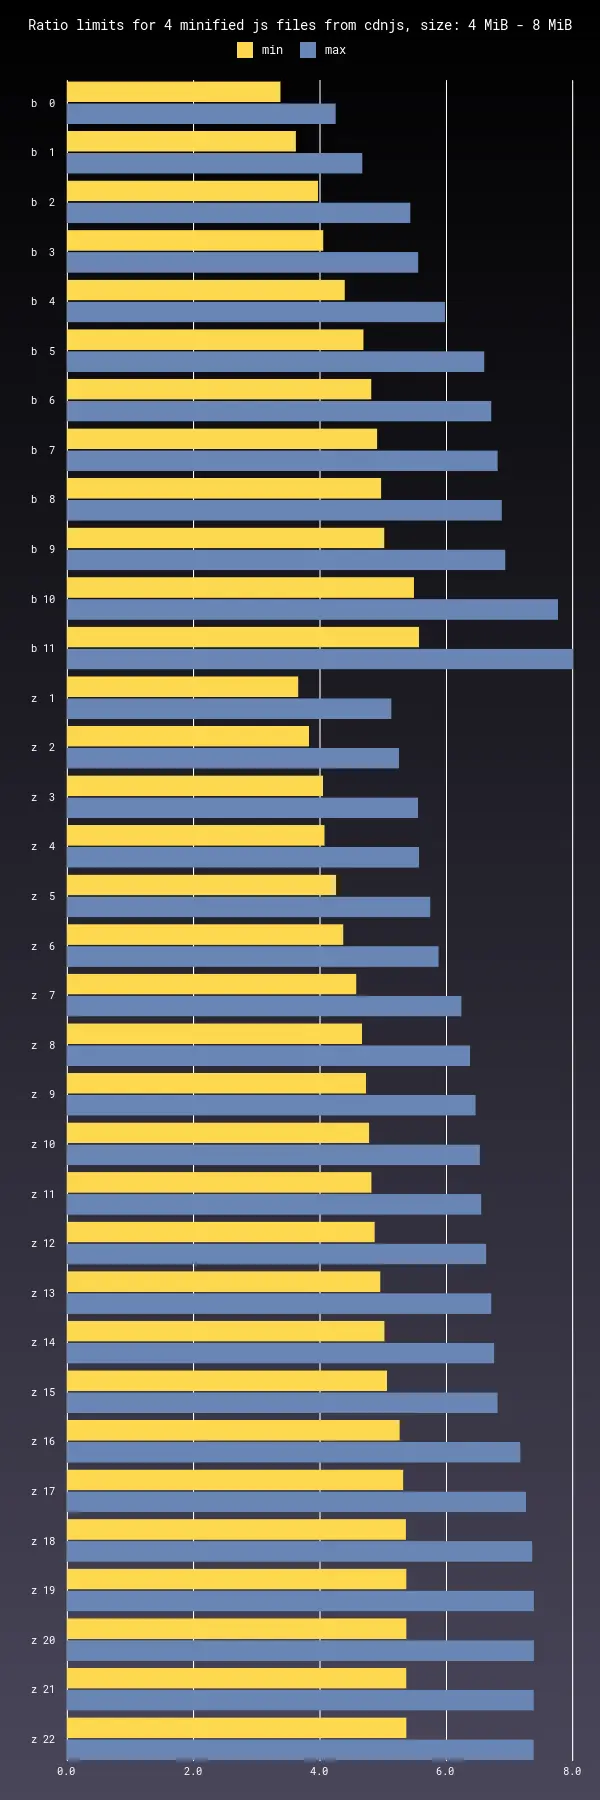 Ratio limits for 4 minified js files from cdnjs, size: 4 MiB - 8 MiB
min max
b 0
b 1
b 2
b 3
b 4
b 5
b 6
b 7
b 8
b 9
b 10
b 11
z 1
z 2
z 3
z 4
z 5
z 6
z 7
z 8
z 9
z 10
z 11
z 12
z 13
z 14
z 15
z 16
z 17
z 18
z 19
z 20
z 21
z 22
0.0 2.0 4.0 6.0 8.0